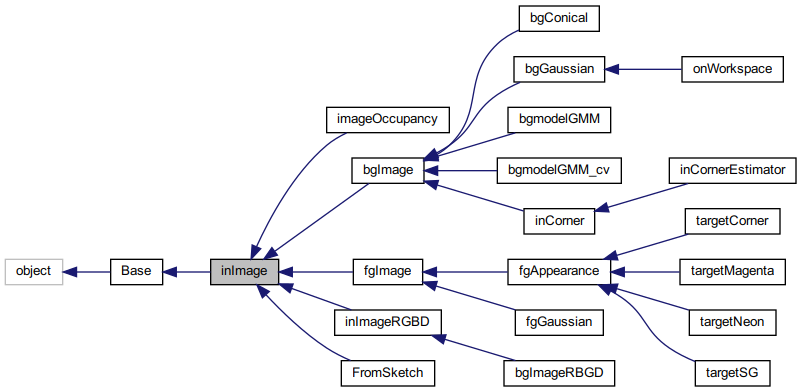 bgConical
bgGaussian
onWorkspace
imageOccupancy
bgmodelGMM
bgImage
bgmodelGMM_cv
inCornerEstimator
inCorner
targetCorner
object
Base
inImage
fgImage
fgAppearance
targetMagenta
inImageRGBD
fgGaussian
targetNeon
FromSketch
bgImageRBGD
targetSG